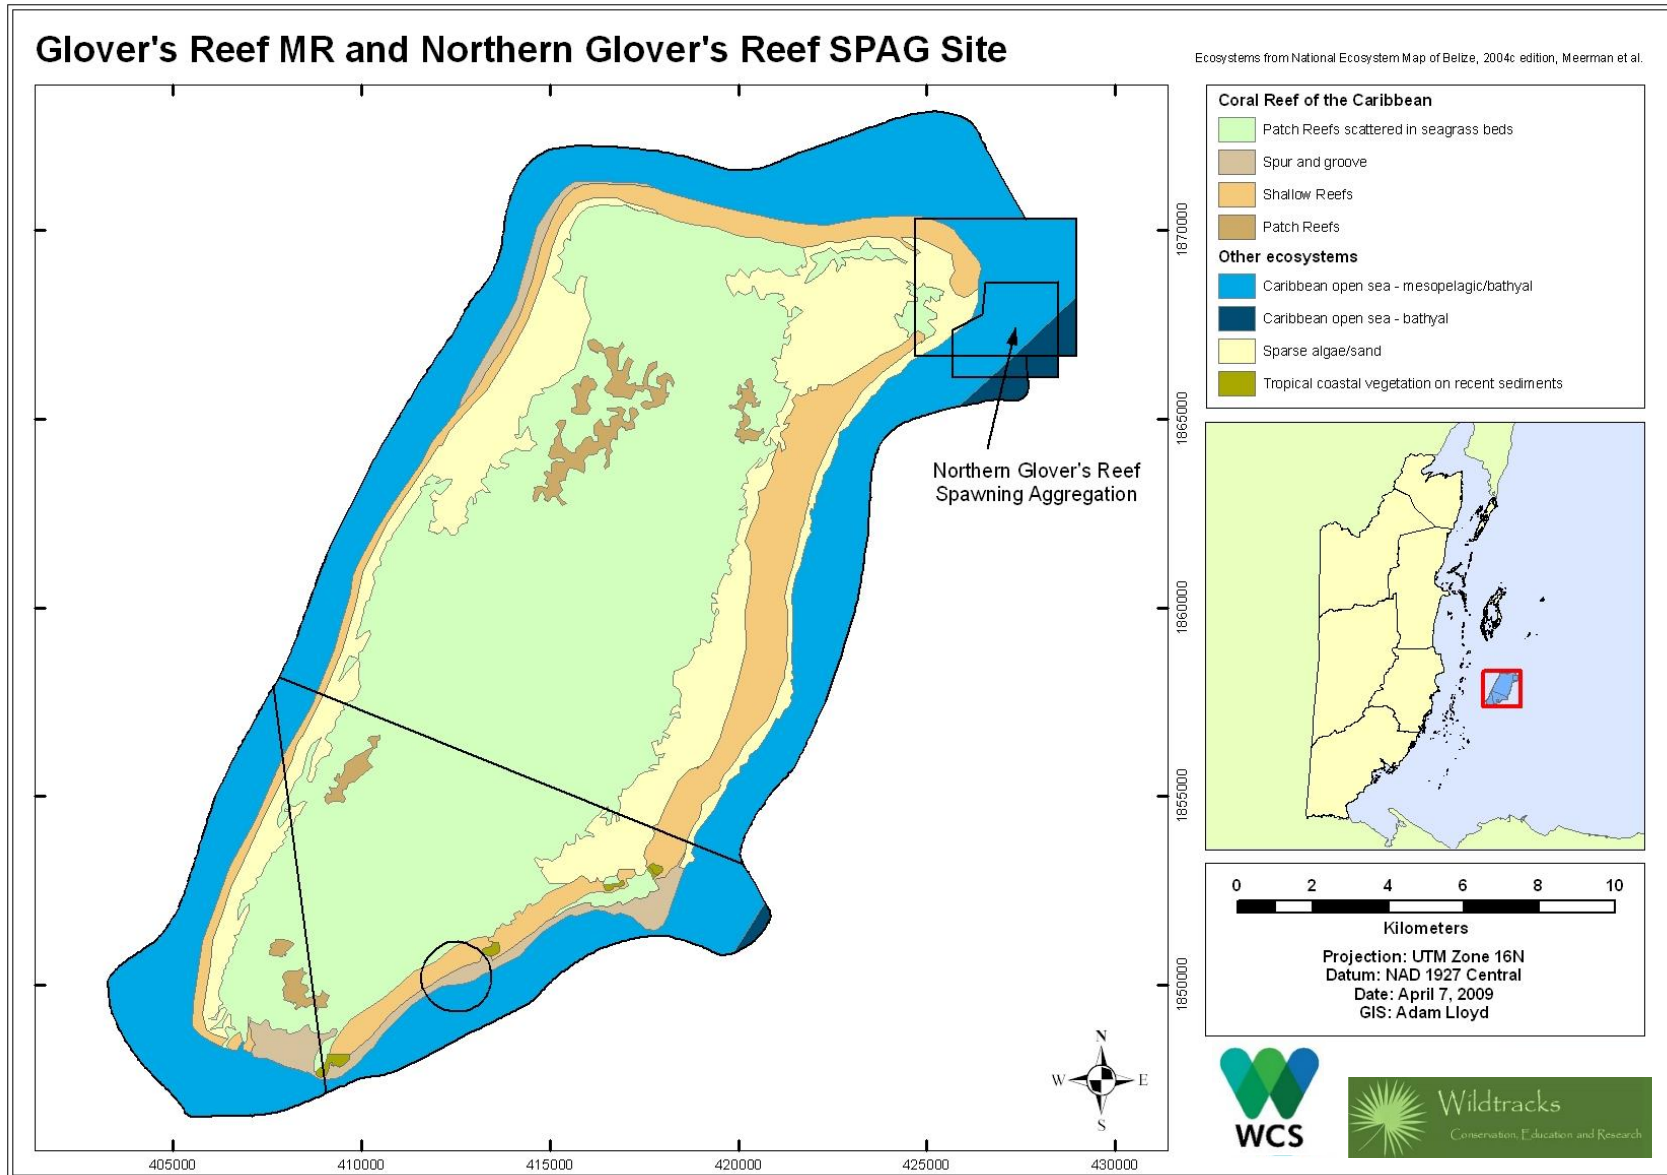 Glover's Reef MR and Northern Glover's Reef SPAG Site
Ecosystems from National Ecosystem Map of Belize, 2004c edition, Meerman et al.
Coral Reef of the Caribbean
Patch Reefs scattered in seagrass beds
Spur and groove
Shallow Reefs
Patch Reefs
Other ecosystems
Caribbean open sea - mesopelagic/bathyal
Caribbean open sea - bathyal
Sparse algae/sand
Tropical coastal vegetation on recent sediments
1870000
1865000
1860000
1855000
1850000
Northern Glover's Reef
Spawning Aggregation
0 2 4 6 8 10
Kilometers
Projection: UTM Zone 16N
Datum: NAD 1927 Central
Date: April 7, 2009
GIS: Adam Lloyd
N
W E
S
WCS
Wildtracks
Conservation, Education and Research
405000 410000 415000 420000 425000 430000